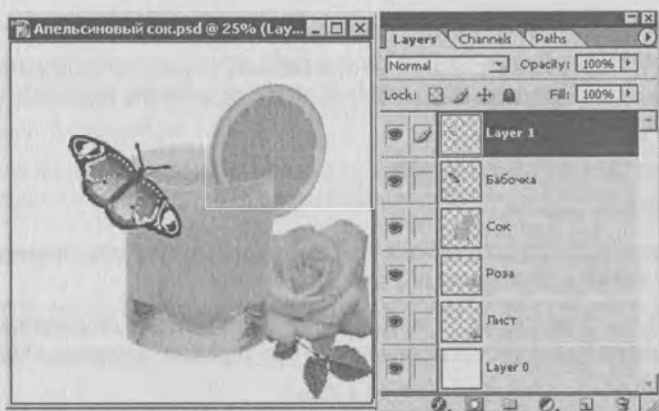 Апельсиновый сок.psd @ 25% (Lay...
Layers Channels Paths
Normal Opacity: 100%
Lock: Fill: 100%
Layer 1
Бабочка
Сок
Роза
Лист
Layer 0